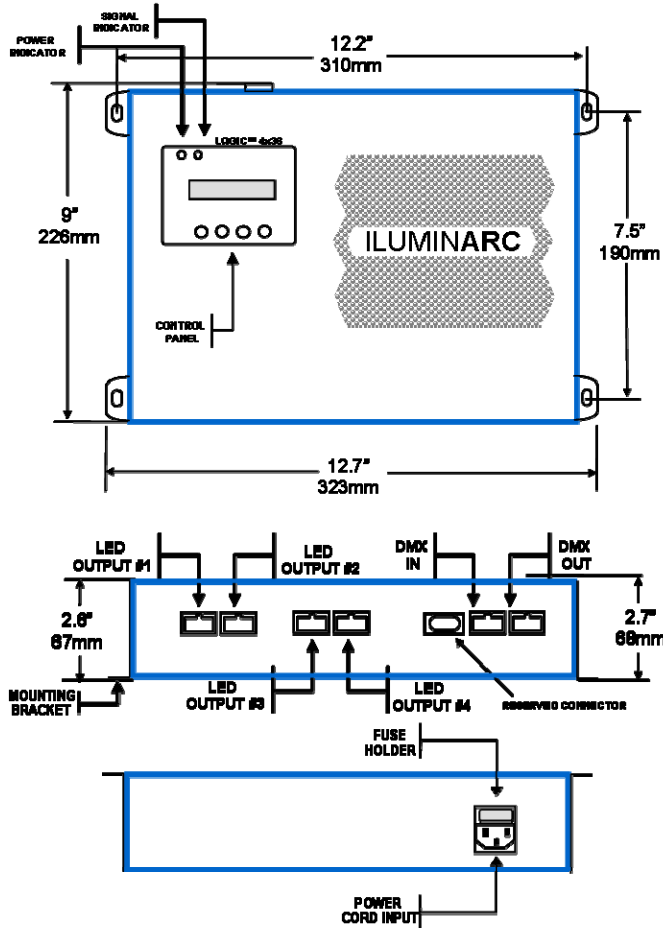 SIGNAL
INDICATOR
POWER
INDICATOR
12.2"
310mm
LOGIC™ 4x36
9"
226mm
ILUMINARC
7.5"
190mm
CONTROL
PANEL
12.7"
323mm
LED
OUTPUT #1
LED
OUTPUT #2
DMX
IN
DMX
OUT
2.6"
67mm
2.7"
68mm
MOUNTING
BRACKET
LED
OUTPUT #3
LED
OUTPUT #4
RESERVED CONNECTOR
FUSE
HOLDER
POWER
CORD INPUT